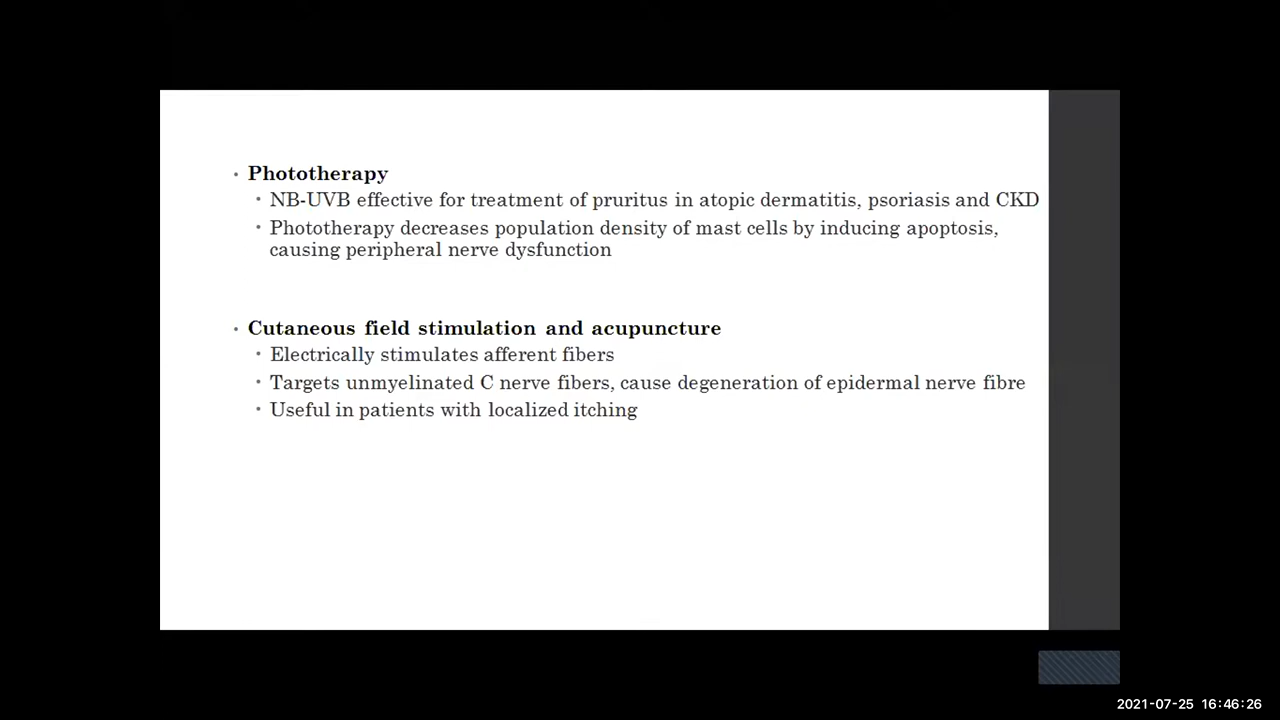 • Phototherapy
• NB-UVB effective for treatment of pruritus in atopic dermatitis, psoriasis and CKD
• Phototherapy decreases population density of mast cells by inducing apoptosis,
causing peripheral nerve dysfunction
• Cutaneous field stimulation and acupuncture
• Electrically stimulates afferent fibers
• Targets unmyelinated C nerve fibers, cause degeneration of epidermal nerve fibre
• Useful in patients with localized itching
2021-07-25 16:46:26